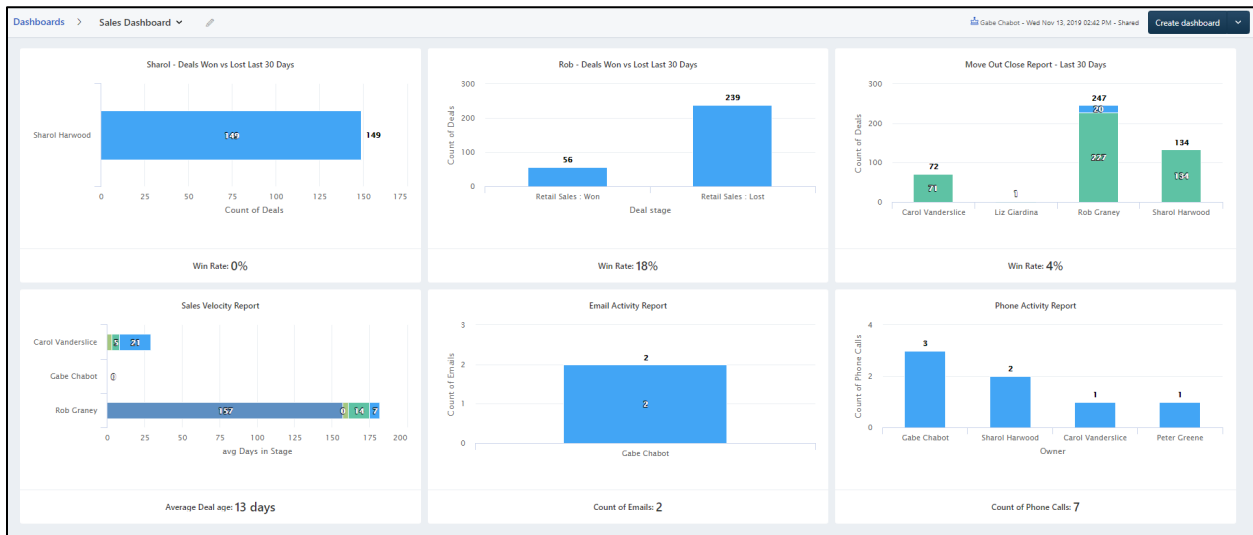 Dashboards > Sales Dashboard
Gabe Chabot - Wed Nov 13, 2019 02:42 PM - Shared
Create dashboard
Sharol - Deals Won vs Lost Last 30 Days
Sharol Harwood
149
149
0 25 50 75 100 125 150 175
Count of Deals
Win Rate: 0%
Rob - Deals Won vs Lost Last 30 Days
Count of Deals
300
200
100
0
56
239
Retail Sales : Won Retail Sales : Lost
Deal stage
Win Rate: 18%
Move Out Close Report - Last 30 Days
Count of Deals
300
200
100
0
72
71
1
247
20
227
134
134
Carol Vanderslice Liz Giardina Rob Graney Sharol Harwood
Win Rate: 4%
Sales Velocity Report
Carol Vanderslice
5 21
Gabe Chabot
0
Rob Graney
157 0 14 7
0 25 50 75 100 125 150 175 200
avg Days in Stage
Average Deal age: 13 days
Email Activity Report
Count of Emails
3
2
1
0
2
2
Gabe Chabot
Count of Emails: 2
Phone Activity Report
Count of Phone Calls
4
2
0
3
2
1
1
Gabe Chabot Sharol Harwood Carol Vanderslice Peter Greene
Owner
Count of Phone Calls: 7